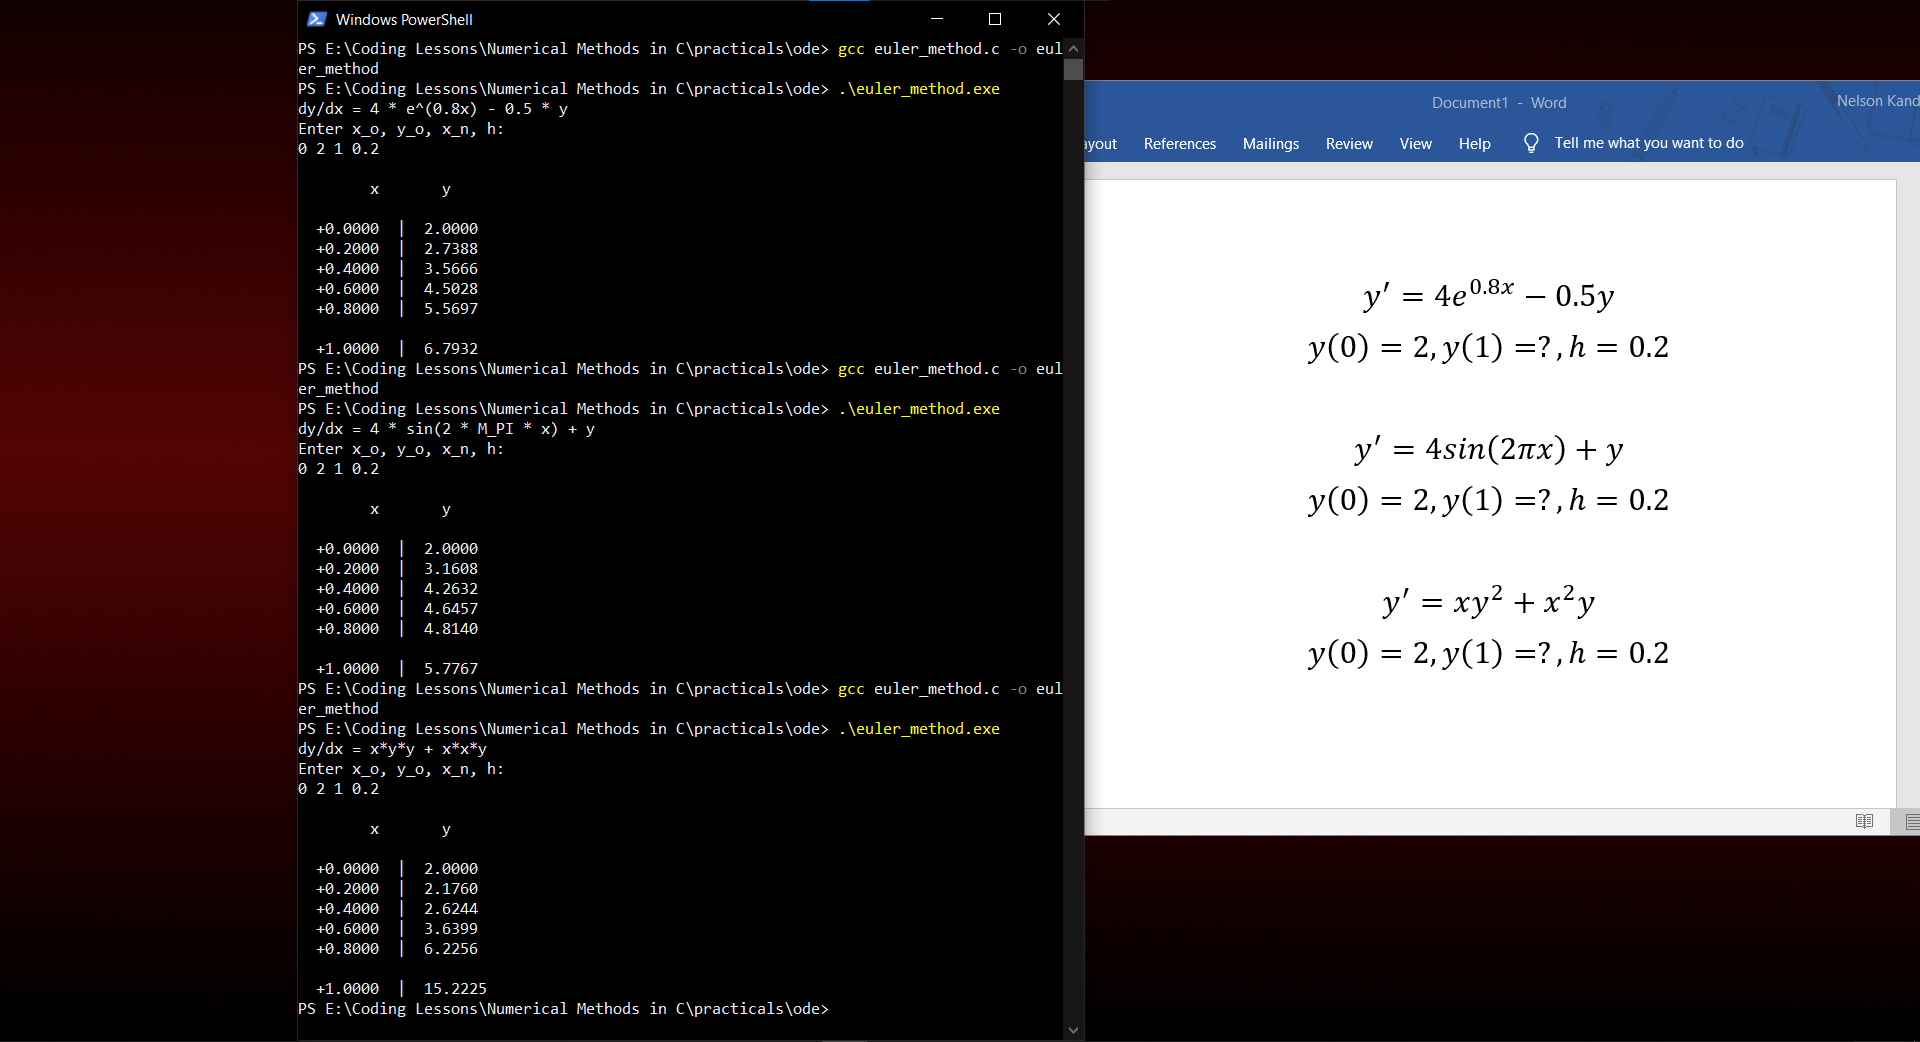 Windows PowerShell
PS E:\Coding Lessons\Numerical Methods in C\practicals\ode> gcc euler_method.c -o eul
er_method
PS E:\Coding Lessons\Numerical Methods in C\practicals\ode> .\euler_method.exe
dy/dx = 4 * e^(0.8x) - 0.5 * y
Enter x_o, y_o, x_n, h:
0 2 1 0.2
x y
+0.0000 | 2.0000
+0.2000 | 2.7388
+0.4000 | 3.5666
+0.6000 | 4.5028
+0.8000 | 5.5697
+1.0000 | 6.7932
PS E:\Coding Lessons\Numerical Methods in C\practicals\ode> gcc euler_method.c -o eul
er_method
PS E:\Coding Lessons\Numerical Methods in C\practicals\ode> .\euler_method.exe
dy/dx = 4 * sin(2 * M_PI * x) + y
Enter x_o, y_o, x_n, h:
0 2 1 0.2
x y
+0.0000 | 2.0000
+0.2000 | 3.1608
+0.4000 | 4.2632
+0.6000 | 4.6457
+0.8000 | 4.8140
+1.0000 | 5.7767
PS E:\Coding Lessons\Numerical Methods in C\practicals\ode> gcc euler_method.c -o eul
er_method
PS E:\Coding Lessons\Numerical Methods in C\practicals\ode> .\euler_method.exe
dy/dx = x*y*y + x*x*y
Enter x_o, y_o, x_n, h:
0 2 1 0.2
x y
+0.0000 | 2.0000
+0.2000 | 2.1760
+0.4000 | 2.6244
+0.6000 | 3.6399
+0.8000 | 6.2256
+1.0000 | 15.2225
PS E:\Coding Lessons\Numerical Methods in C\practicals\ode>
Document1 - Word
Nelson Kand
ayout References Mailings Review View Help Tell me what you want to do
y′ = 4e^0.8x − 0.5y
y(0) = 2, y(1) =? , h = 0.2
y′ = 4sin(2πx) + y
y(0) = 2, y(1) =? , h = 0.2
y′ = xy² + x²y
y(0) = 2, y(1) =? , h = 0.2